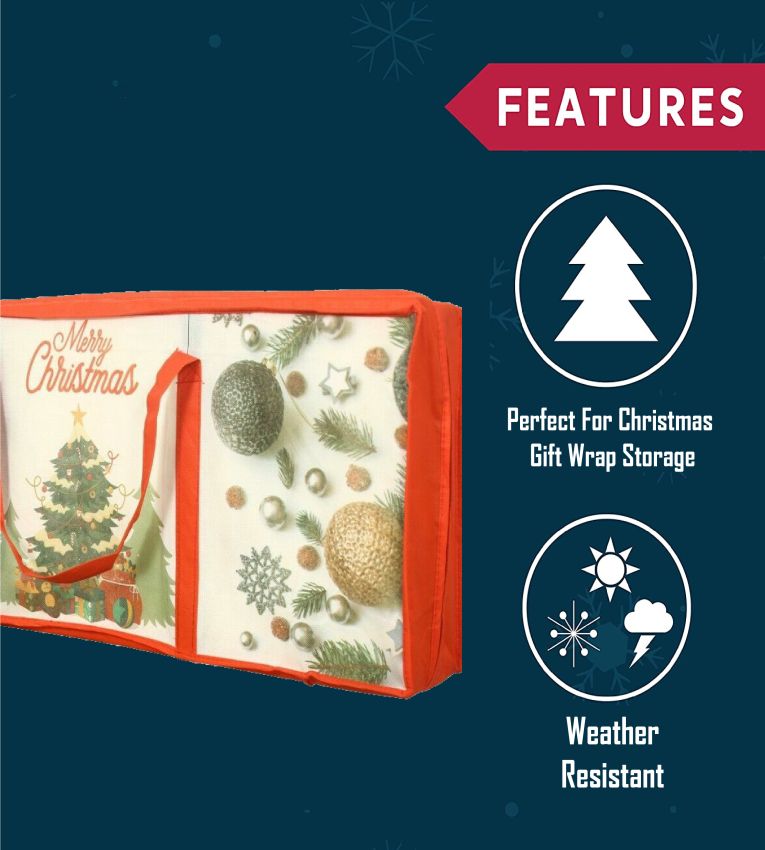 FEATURES
Merry
Christmas
Perfect For Christmas
Gift Wrap Storage
Weather
Resistant